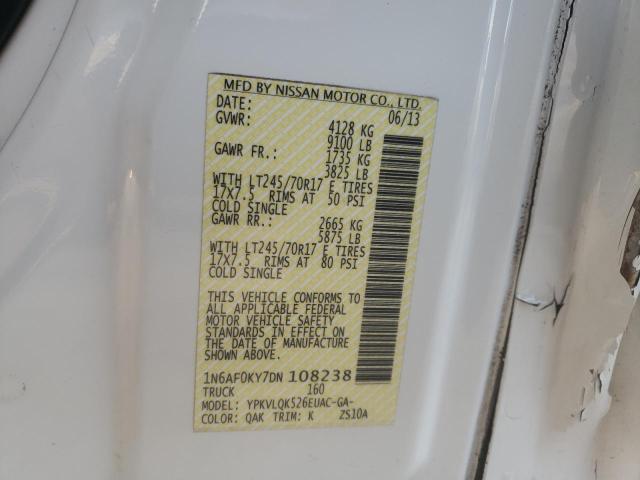 MFD BY NISSAN MOTOR CO., LTD.
DATE: 06/13
GVWR: 4128 KG
9100 LB
GAWR FR.: 1735 KG
3825 LB
WITH LT245/70R17 E TIRES
17X7.5 RIMS AT 50 PSI
COLD SINGLE
GAWR RR.: 2665 KG
5875 LB
WITH LT245/70R17 E TIRES
17X7.5 RIMS AT 80 PSI
COLD SINGLE
THIS VEHICLE CONFORMS TO
ALL APPLICABLE FEDERAL
MOTOR VEHICLE SAFETY
STANDARDS IN EFFECT ON
THE DATE OF MANUFACTURE
SHOWN ABOVE.
1N6AF0KY7DN 108238
TRUCK 160
MODEL: YPKVLQK526EUAC-GA-
COLOR: QAK TRIM: K ZS10A